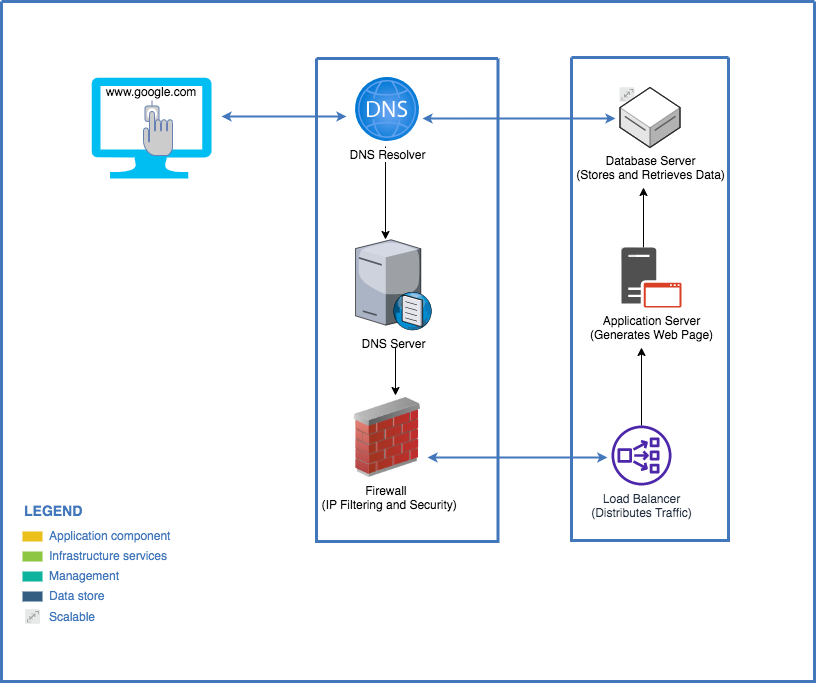 www.google.com
DNS
DNS Resolver
DNS Server
Firewall
(IP Filtering and Security)
Database Server
(Stores and Retrieves Data)
Application Server
(Generates Web Page)
Load Balancer
(Distributes Traffic)
LEGEND
Application component
Infrastructure services
Management
Data store
Scalable